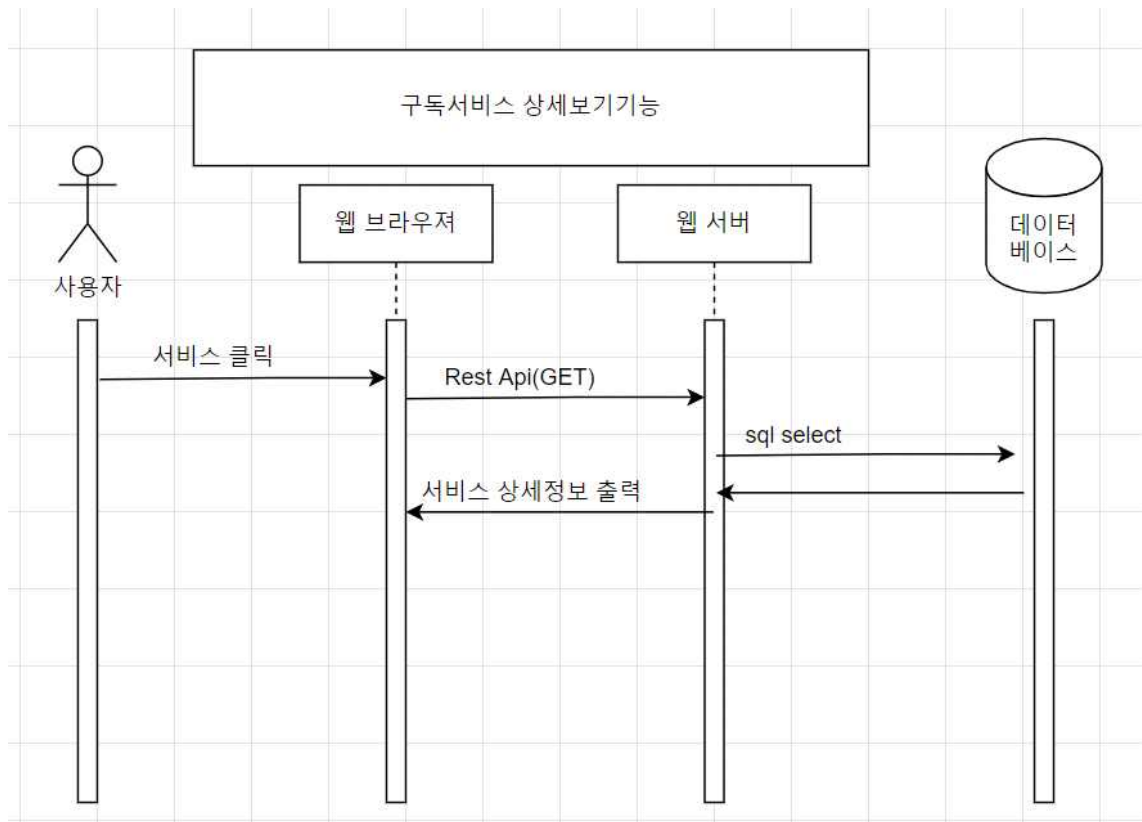 구독서비스 상세보기기능
웹 브라우져
웹 서버
데이터
베이스
사용자
서비스 클릭
Rest Api(GET)
sql select
서비스 상세정보 출력